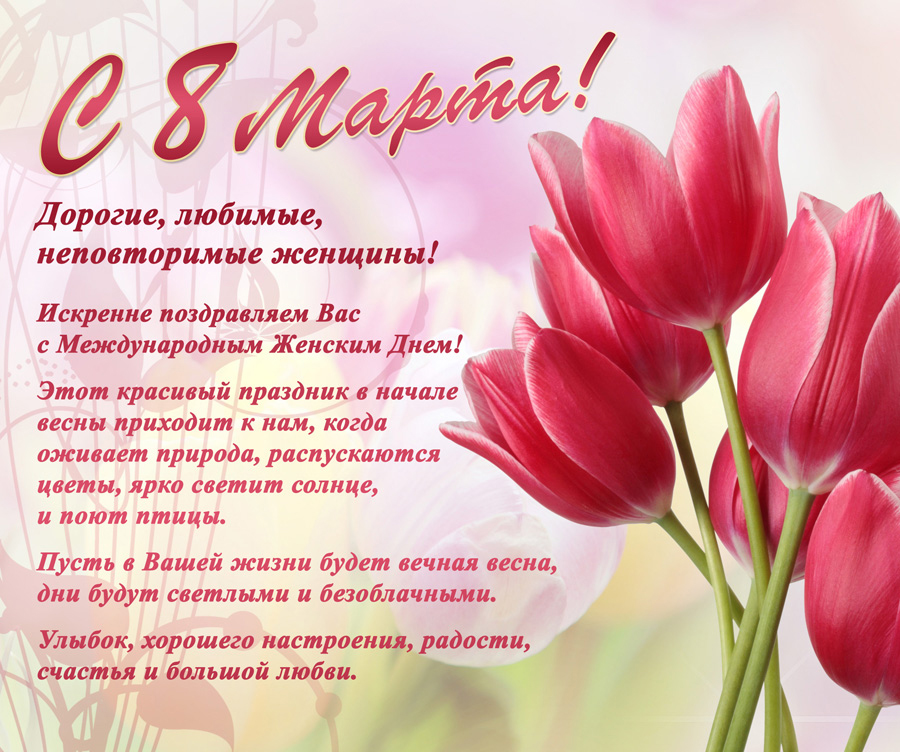 С 8 Марта!
Дорогие, любимые,
неповторимые женщины!
Искренне поздравляем Вас
с Международным Женским Днем!
Этот красивый праздник в начале
весны приходит к нам, когда
оживает природа, распускаются
цветы, ярко светит солнце,
и поют птицы.
Пусть в Вашей жизни будет вечная весна,
дни будут светлыми и безоблачными.
Улыбок, хорошего настроения, радости,
счастья и большой любви.